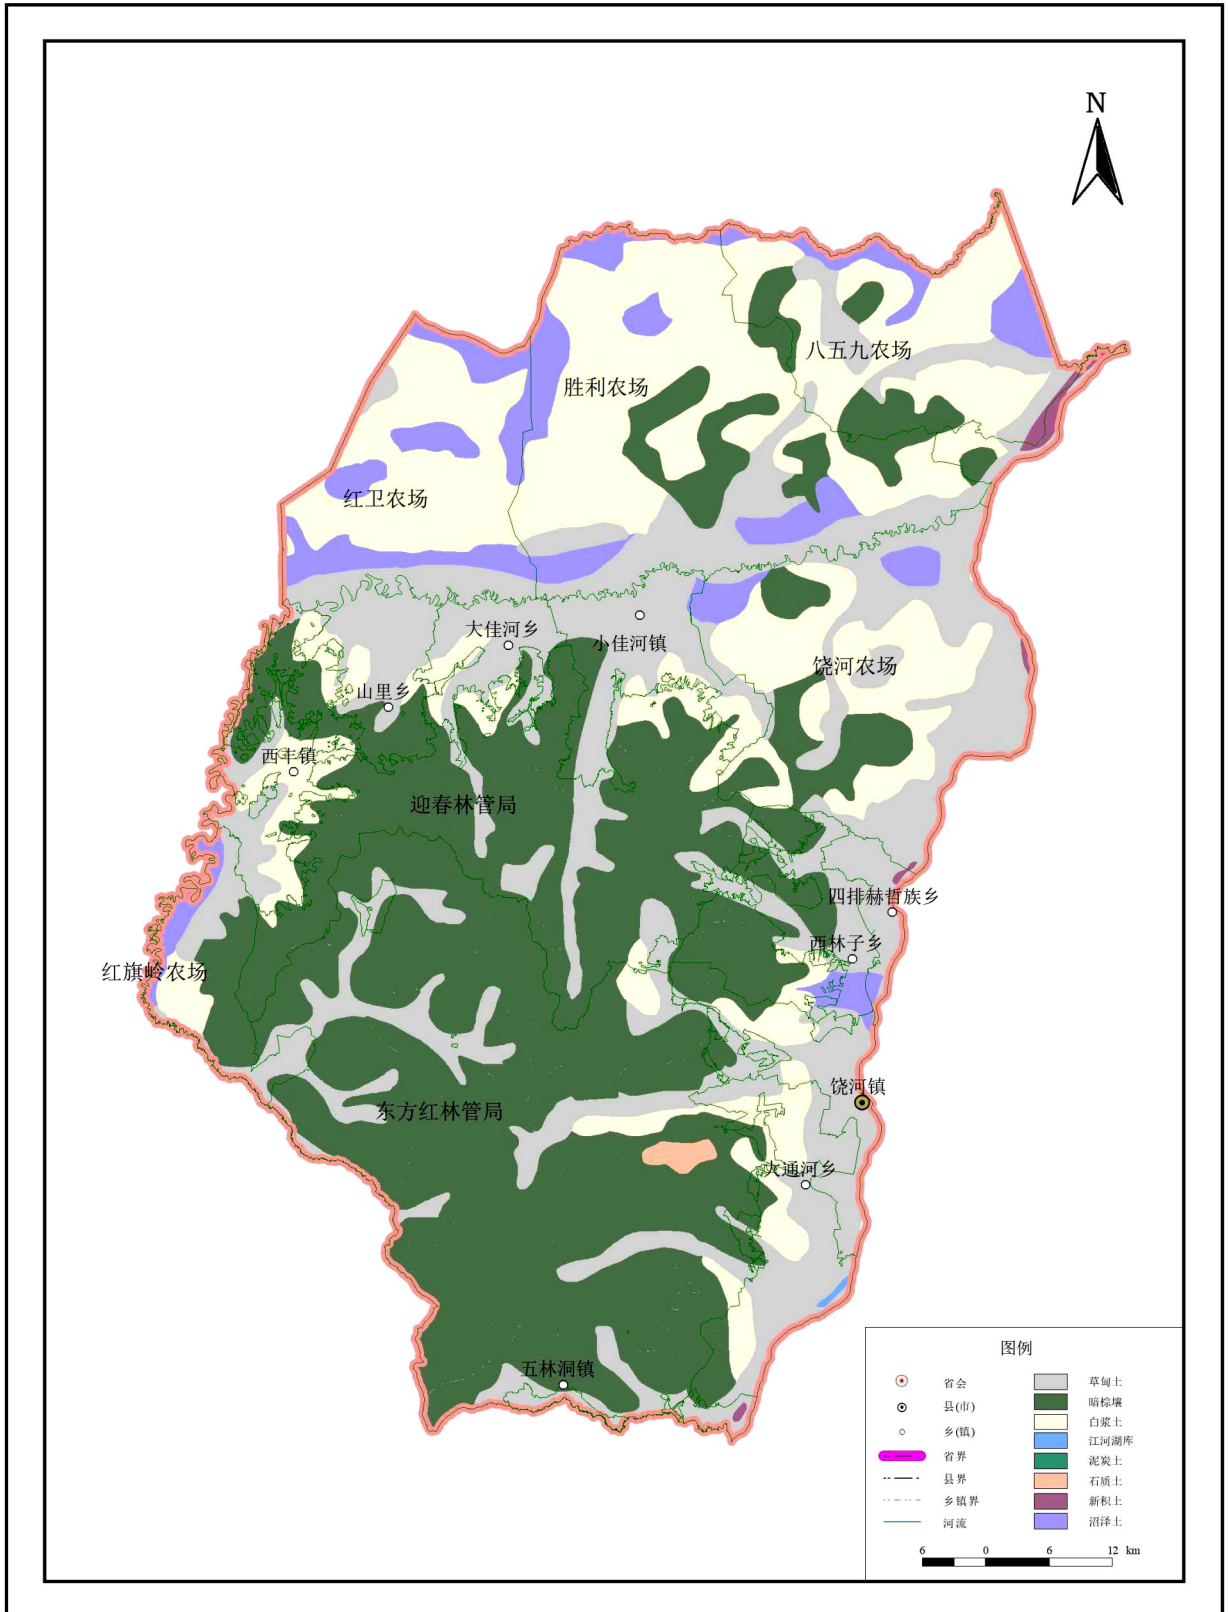 N
八五九农场
胜利农场
红卫农场
大佳河乡
小佳河镇
饶河农场
山里乡
西丰镇
迎春林管局
四排赫哲族乡
西林子乡
红旗岭农场
饶河镇
东方红林管局
大通河乡
五林洞镇
图例
省会
县(市)
乡(镇)
省界
县界
乡镇界
河流
草甸土
暗棕壤
白浆土
江河湖库
泥炭土
石质土
新积土
沼泽土
6 0 6 12 km